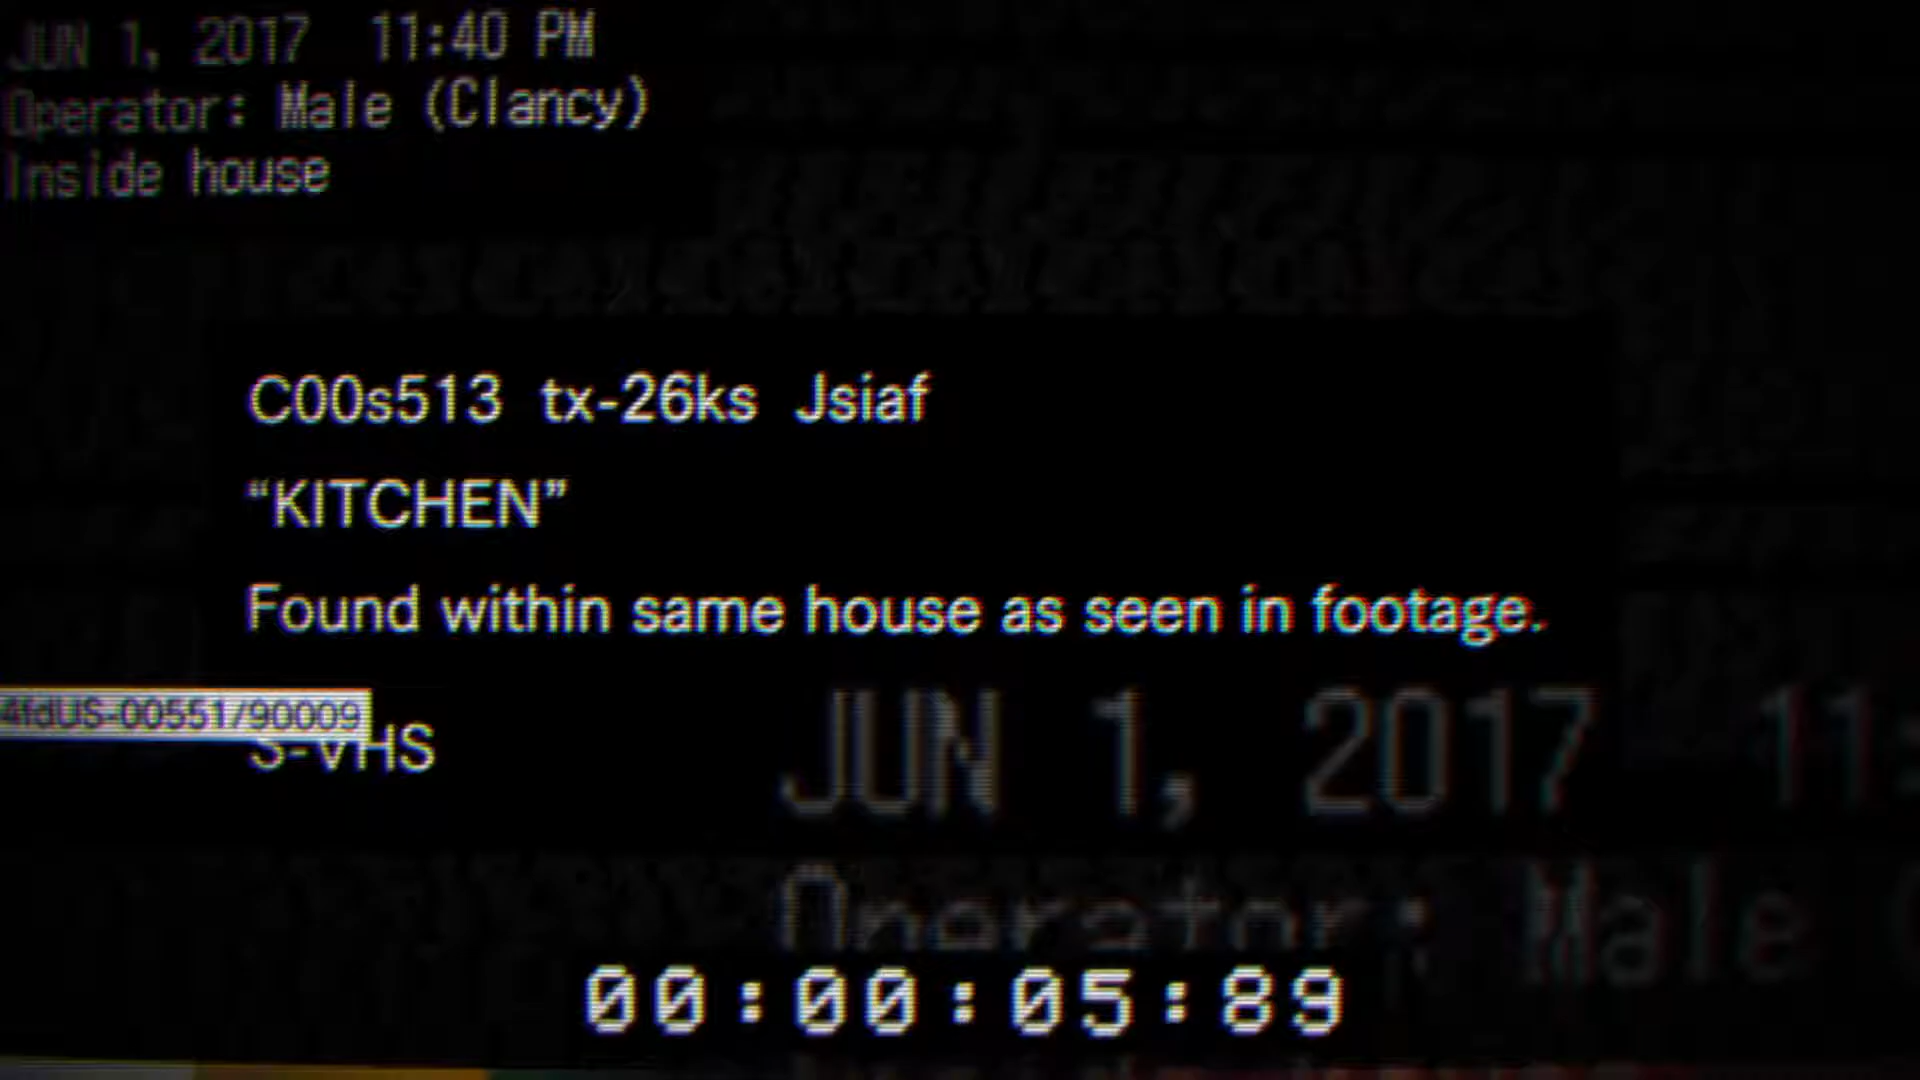 JUN 1, 2017 11:40 PM
Operator: Male (Clancy)
Inside house
C00s513 tx-26ks Jsiaf
“KITCHEN”
Found within same house as seen in footage.
4fdUS-00551/90009
S-VHS
JUN 1, 2017 11:
Operator: Male (
00:00:05:89